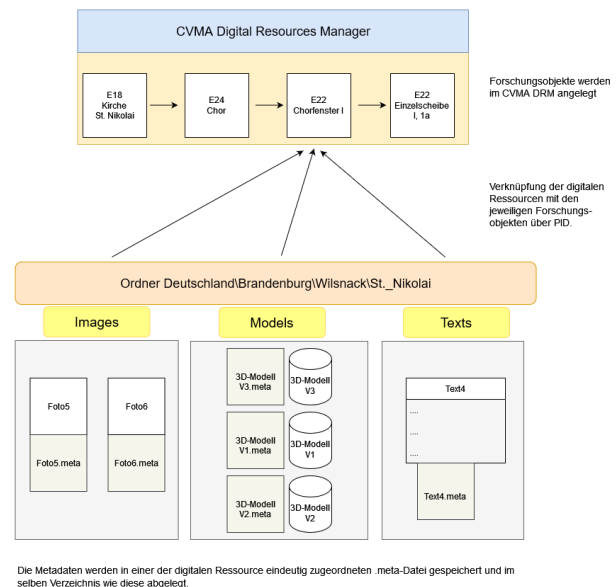 CVMA Digital Resources Manager
E18
Kirche
St. Nikolai
E24
Chor
E22
Chorfenster I
E22
Einzelscheibe
I, 1a
Forschungsobjekte werden
im CVMA DRM angelegt
Verknüpfung der digitalen
Ressourcen mit den
jeweiligen Forschungs-
objekten über PID.
Ordner Deutschland\Brandenburg\Wilsnack\St._Nikolai
Images
Models
Texts
Foto5
Foto5.meta
Foto6
Foto6.meta
3D-Modell
V3.meta
3D-Modell
V3
3D-Modell
V1.meta
3D-Modell
V1
3D-Modell
V2.meta
3D-Modell
V2
Text4
....
....
....
Text4.meta
Die Metadaten werden in einer der digitalen Ressource eindeutig zugeordneten .meta-Datei gespeichert und im
selben Verzeichnis wie diese abgelegt.